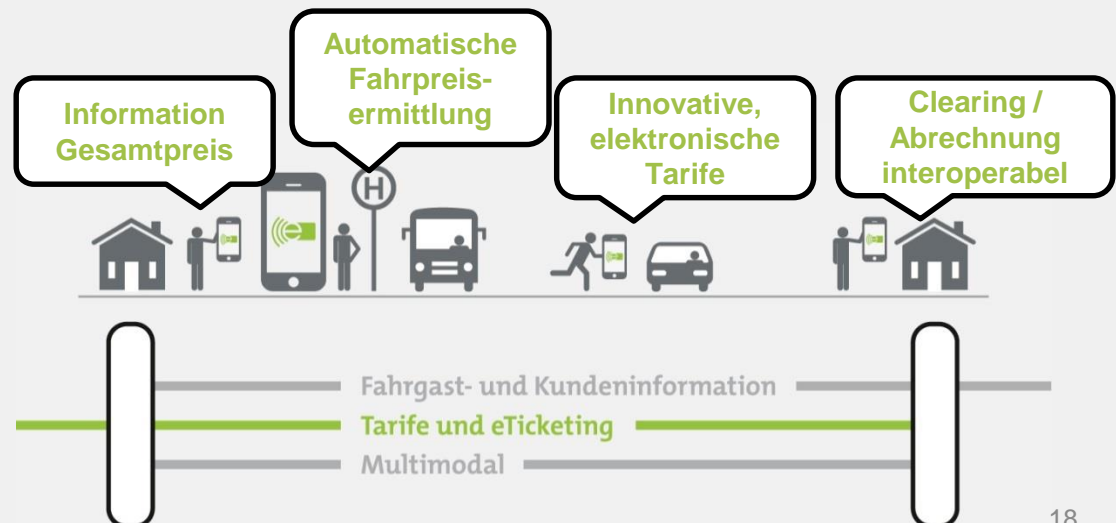 Information
Gesamtpreis
Automatische
Fahrpreis-
ermittlung
Innovative,
elektronische
Tarife
Clearing /
Abrechnung
interoperabel
H
Fahrgast- und Kundeninformation
Tarife und eTicketing
Multimodal
18